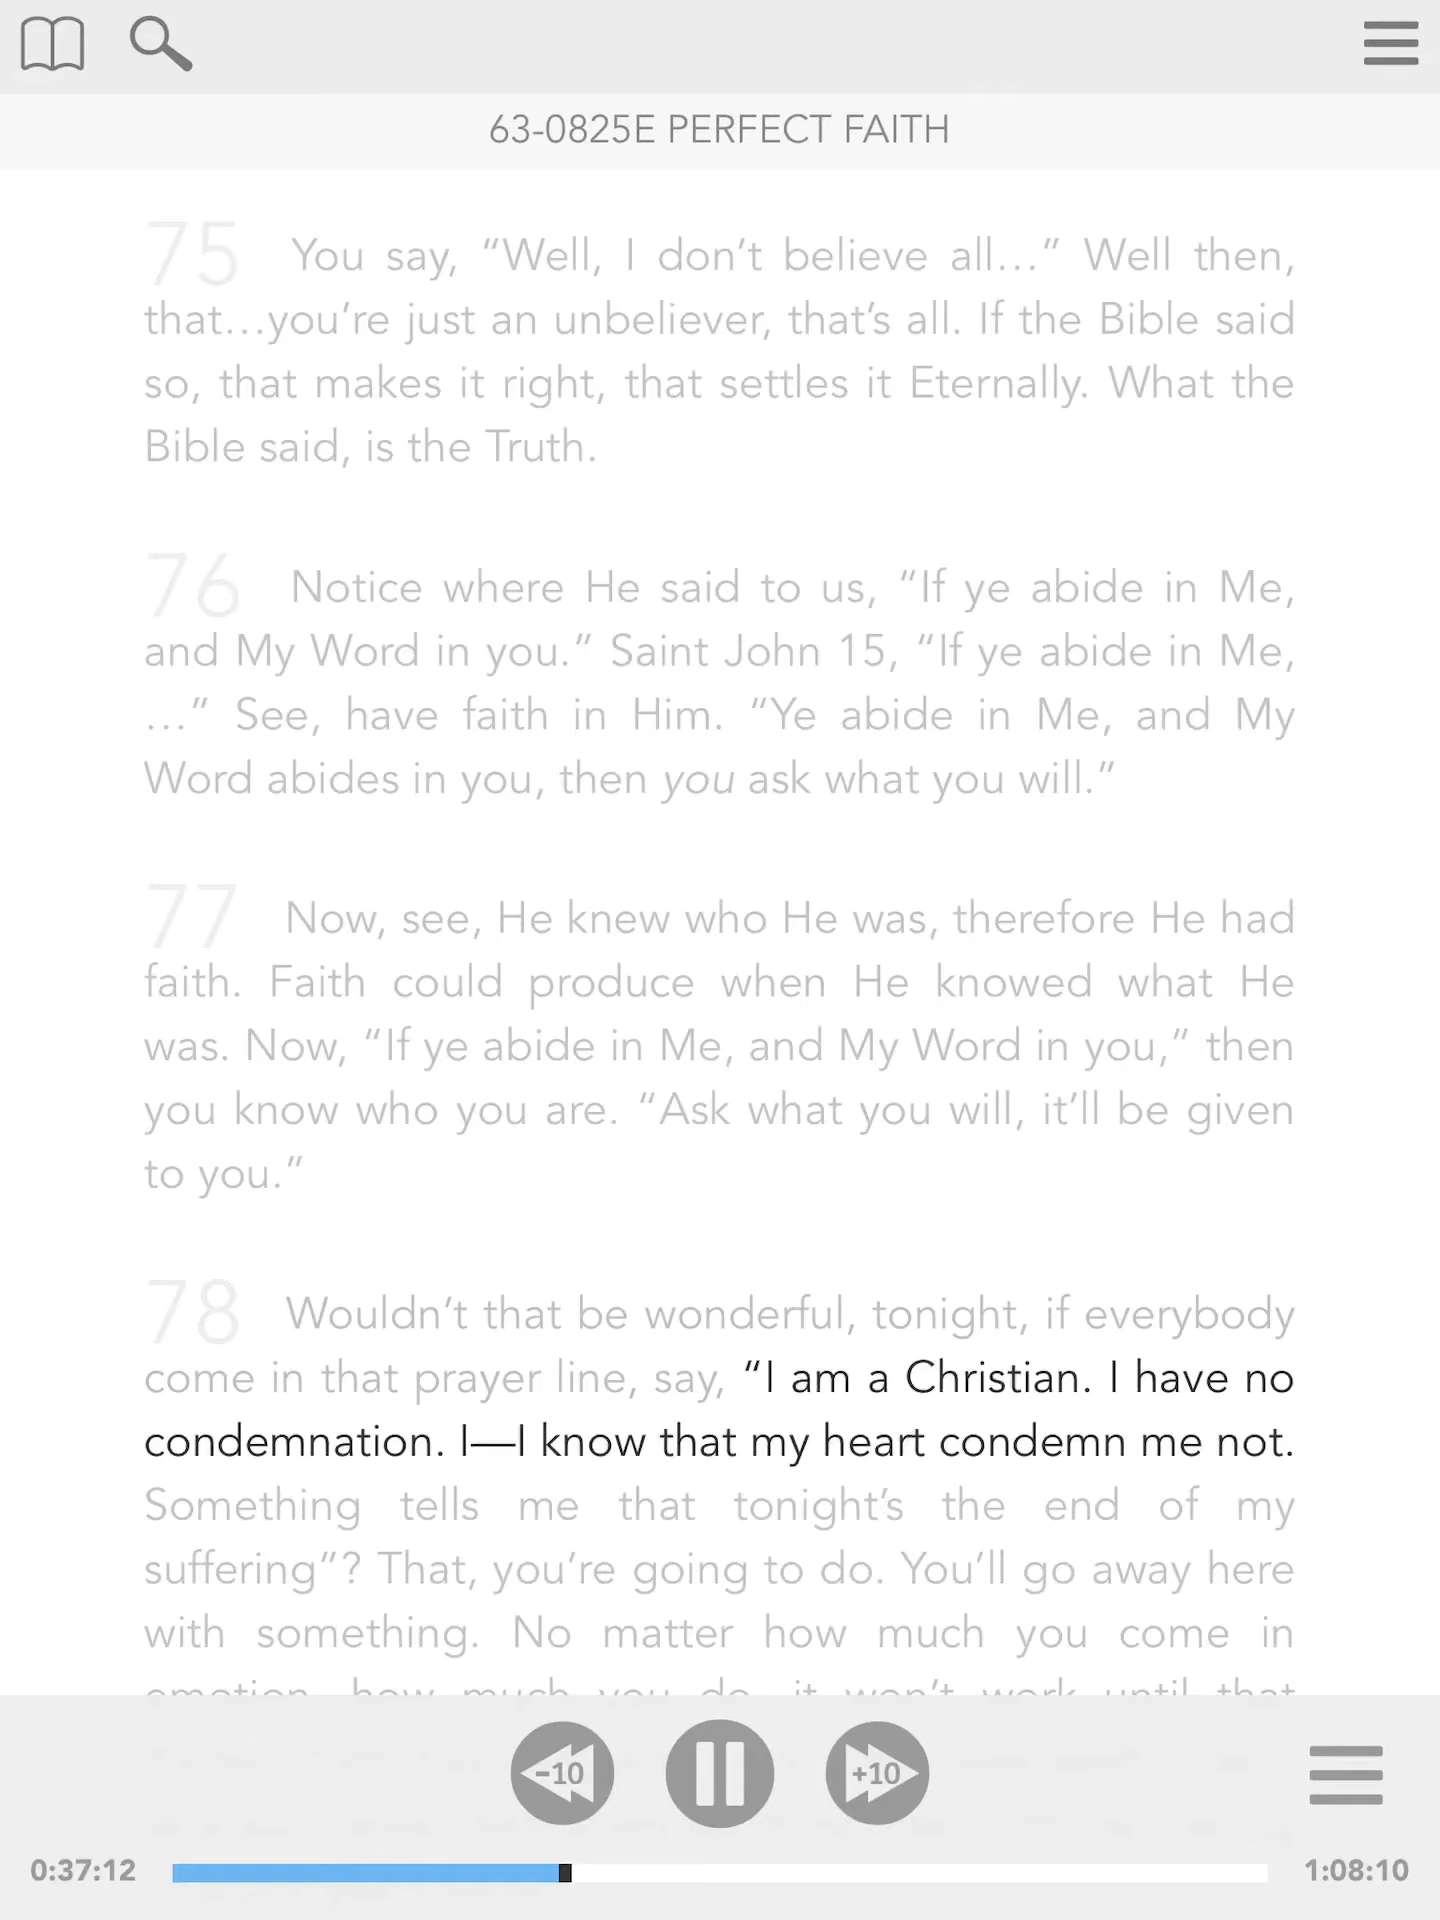 63-0825E PERFECT FAITH
75 You say, “Well, I don’t believe all…” Well then,
that…you’re just an unbeliever, that’s all. If the Bible said
so, that makes it right, that settles it Eternally. What the
Bible said, is the Truth.
76 Notice where He said to us, “If ye abide in Me,
and My Word in you.” Saint John 15, “If ye abide in Me,
…” See, have faith in Him. “Ye abide in Me, and My
Word abides in you, then you ask what you will.”
77 Now, see, He knew who He was, therefore He had
faith. Faith could produce when He knowed what He
was. Now, “If ye abide in Me, and My Word in you,” then
you know who you are. “Ask what you will, it’ll be given
to you.”
78 Wouldn’t that be wonderful, tonight, if everybody
come in that prayer line, say, “I am a Christian. I have no
condemnation. I—I know that my heart condemn me not.
Something tells me that tonight’s the end of my
suffering”? That, you’re going to do. You’ll go away here
with something. No matter how much you come in
emotion, how much you do, it won’t work until that
-10 +10
0:37:12 1:08:10